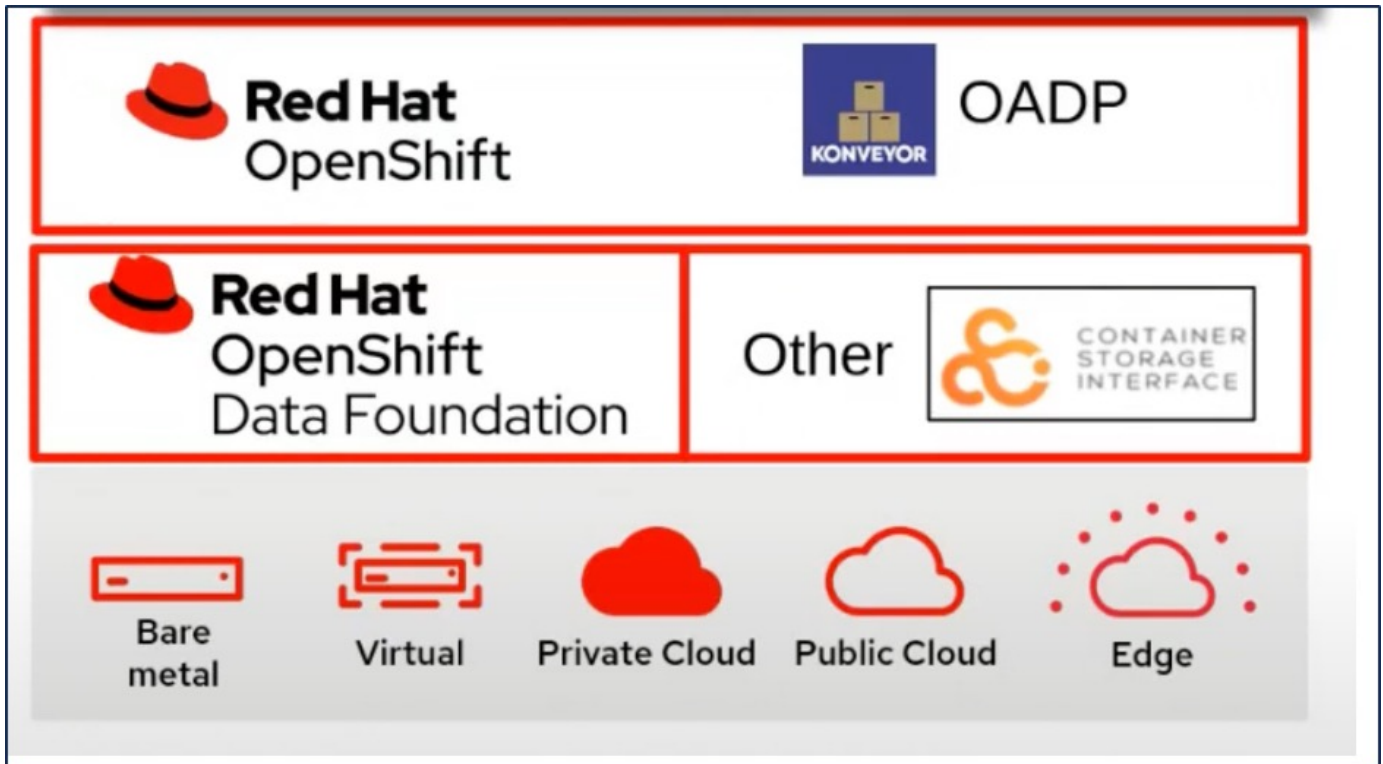 Red Hat
OpenShift
KONVEYOR
OADP
Red Hat
OpenShift
Data Foundation
Other
CONTAINER
STORAGE
INTERFACE
Bare
metal
Virtual
Private Cloud
Public Cloud
Edge